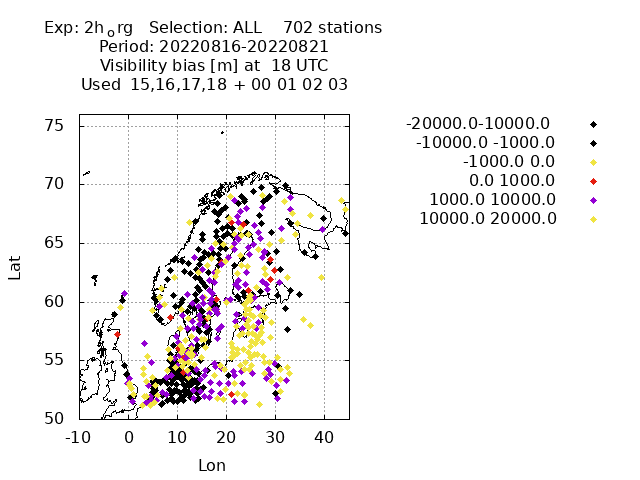 Exp: 2h_org   Selection: ALL    702 stations
Period: 20220816-20220821
Visibility bias [m] at  18 UTC
Used  15,16,17,18 + 00 01 02 03
-20000.0-10000.0
-10000.0 -1000.0
-1000.0 0.0
0.0 1000.0
1000.0 10000.0
10000.0 20000.0
75
70
65
60
55
50
Lat
-10 0 10 20 30 40
Lon